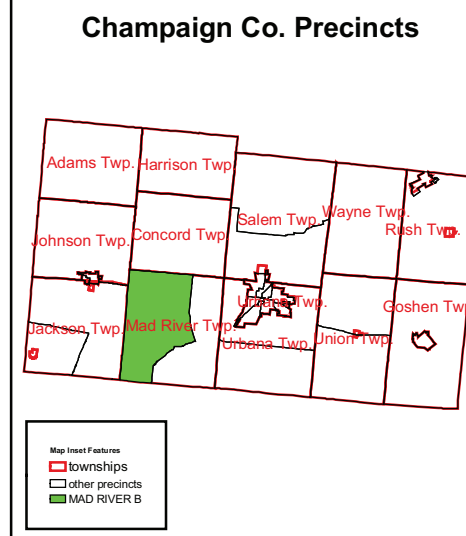 Champaign Co. Precincts
Adams Twp. Harrison Twp.
Salem Twp. Wayne Twp.
Rush Twp.
Johnson Twp. Concord Twp.
Urbana Twp. Goshen Twp
Jackson Twp. Mad River Twp.
Urbana Twp. Union Twp.
Map Inset Features
townships
other precincts
MAD RIVER B